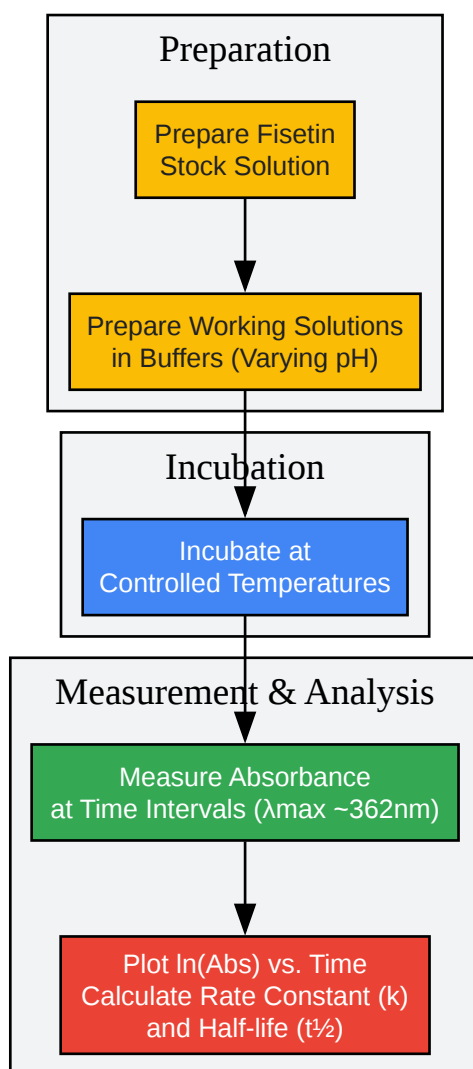 Preparation
Prepare Fisetin
Stock Solution
Prepare Working Solutions
in Buffers (Varying pH)
Incubation
Incubate at
Controlled Temperatures
Measurement & Analysis
Measure Absorbance
at Time Intervals (λmax ~362nm)
Plot ln(Abs) vs. Time
Calculate Rate Constant (k)
and Half-life (t½)